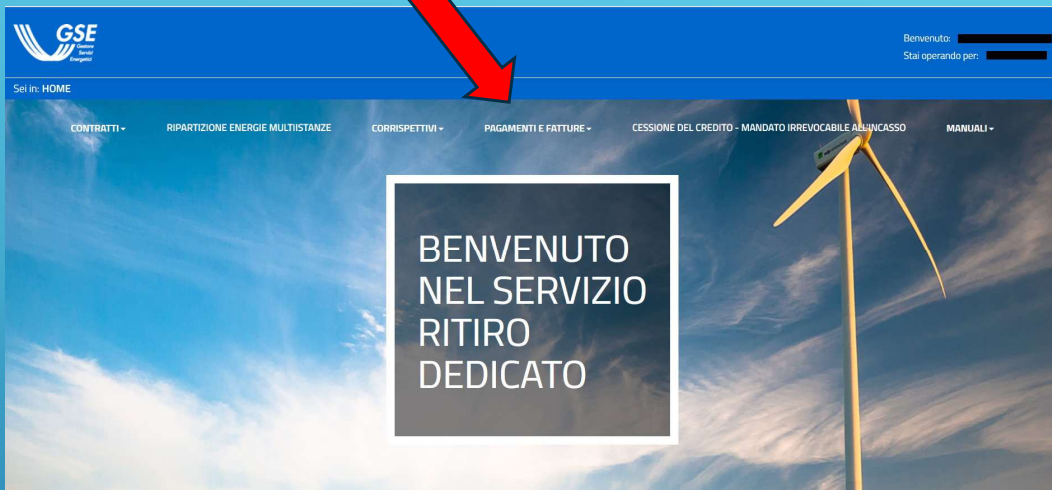 GSE
Gestore
Servizi
Energetici
Benvenuto:
Stai operando per:
Sei in: HOME
CONTRATTI
RIPARTIZIONE ENERGIE MULTIISTANZE
CORRISPETTIVI
PAGAMENTI E FATTURE
CESSIONE DEL CREDITO - MANDATO IRREVOCABILE ALL'INCASSO
MANUALI
BENVENUTO
NEL SERVIZIO
RITIRO
DEDICATO